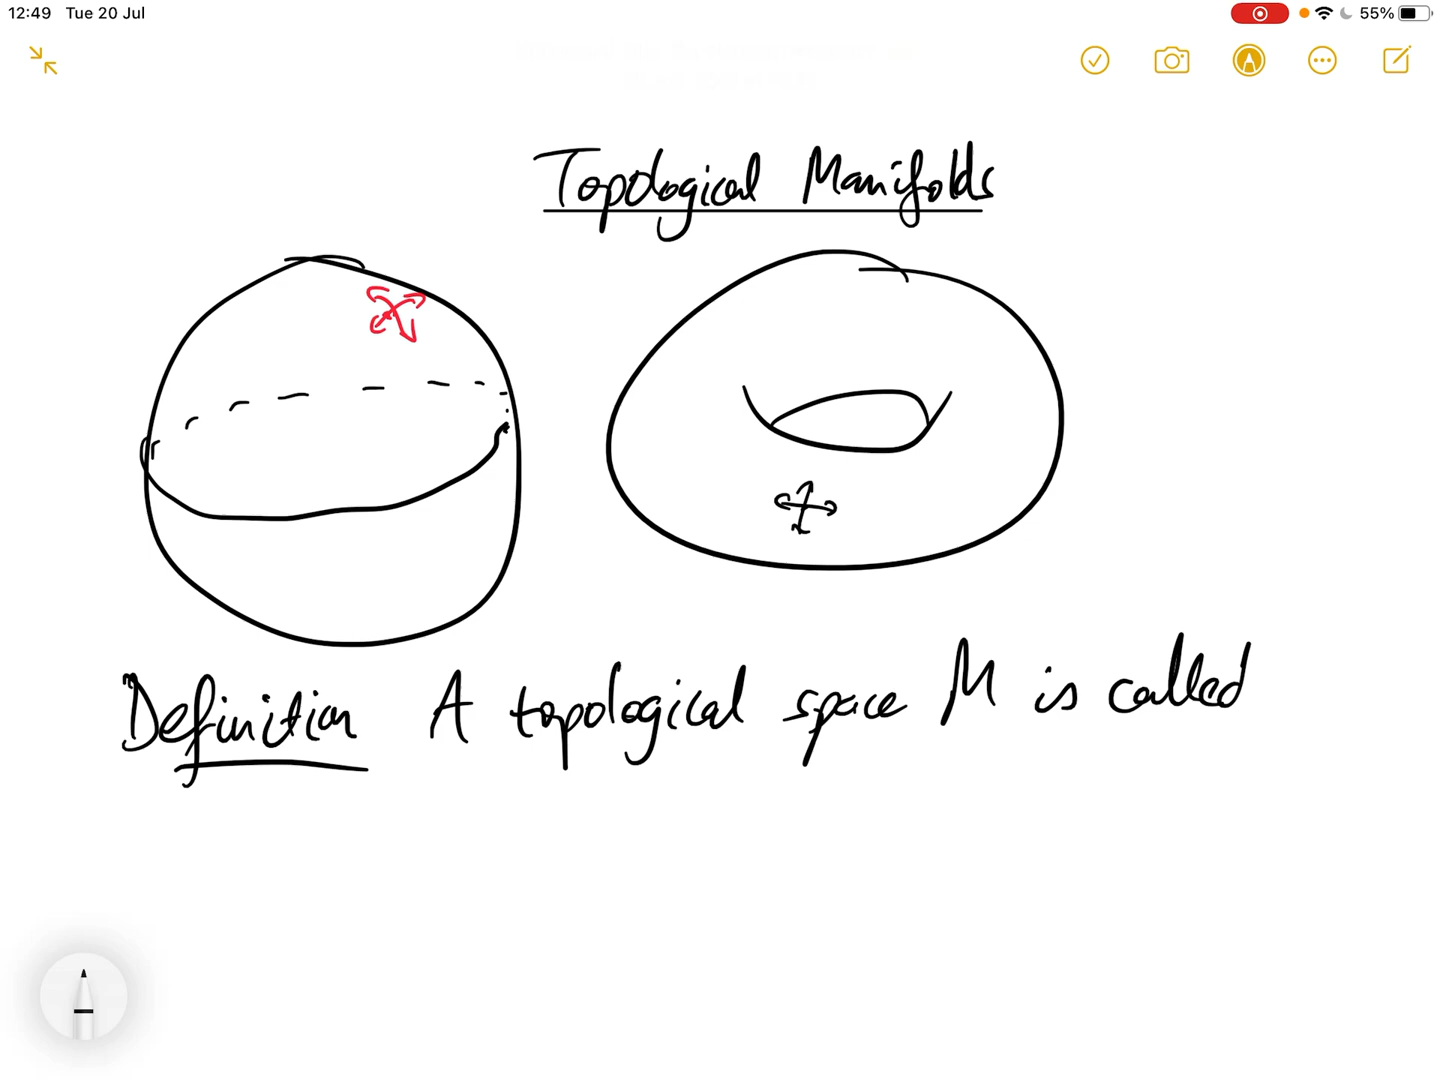 12:49 Tue 20 Jul 55%
Topological Manifolds
Definition A topological space M is called